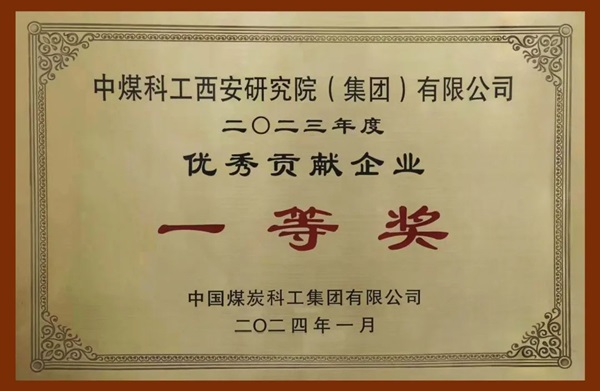 中煤科工西安研究院（集团）有限公司
二〇二三年度
优秀贡献企业
一等奖
中国煤炭科工集团有限公司
二〇二四年一月